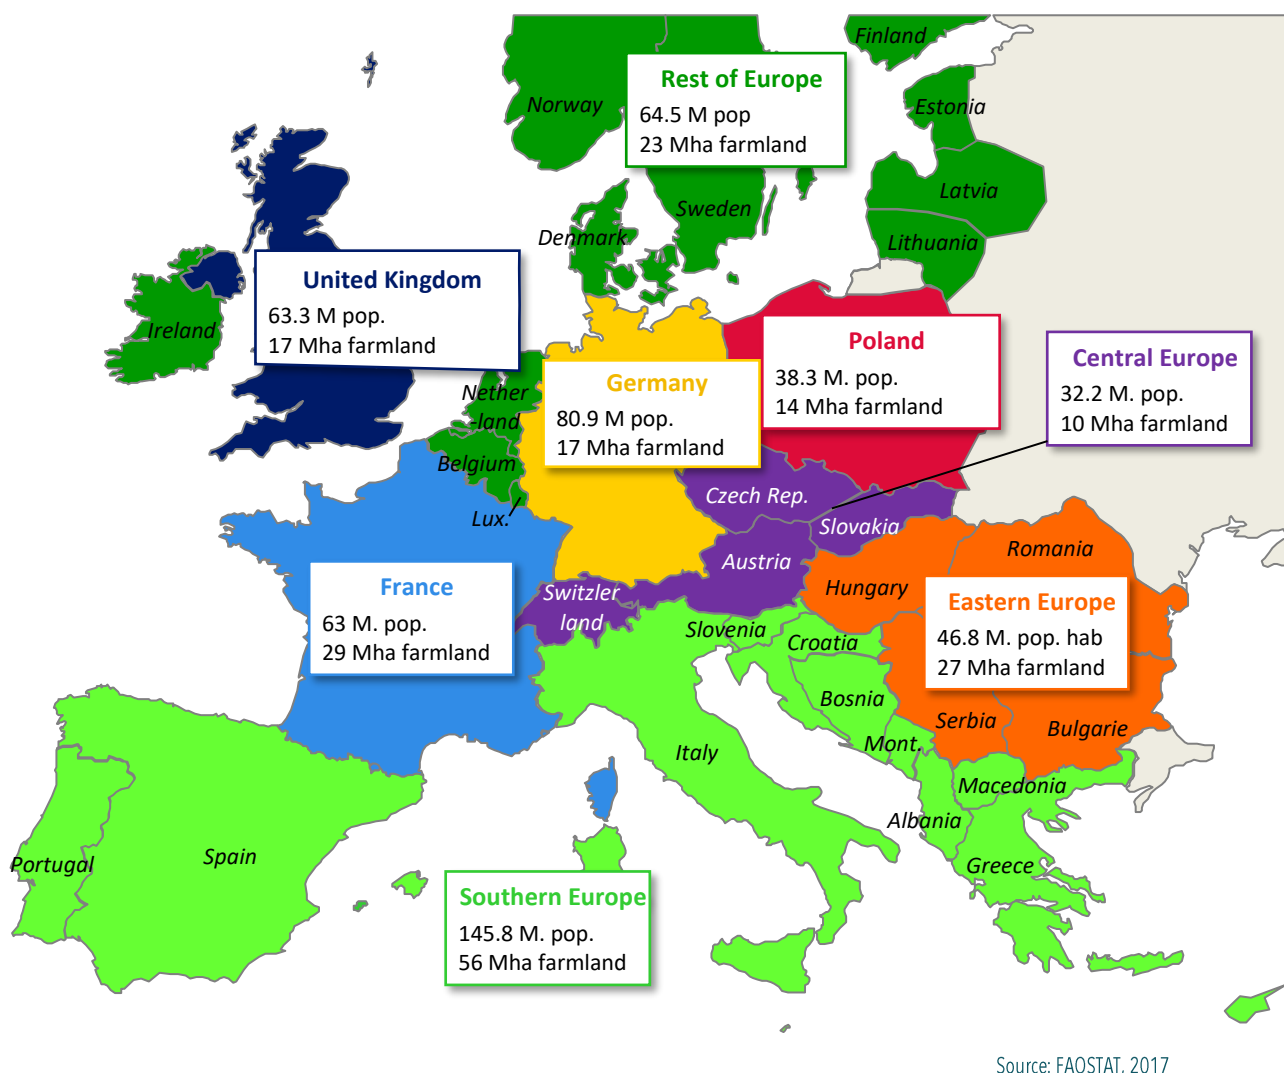 Finland
Rest of Europe
64.5 M pop
23 Mha farmland
Norway
Estonia
Latvia
Sweden
Denmark
Lithuania
United Kingdom
63.3 M pop.
17 Mha farmland
Ireland
Poland
38.3 M. pop.
14 Mha farmland
Central Europe
32.2 M. pop.
10 Mha farmland
Germany
80.9 M pop.
17 Mha farmland
Nether
-land
Belgium
Lux.
Czech Rep.
Slovakia
Austria
Romania
Hungary
Switzler
land
France
63 M. pop.
29 Mha farmland
Eastern Europe
46.8 M. pop. hab
27 Mha farmland
Slovenia
Croatia
Bosnia
Serbia
Bulgarie
Mont.
Italy
Macedonia
Albania
Greece
Portugal
Spain
Southern Europe
145.8 M. pop.
56 Mha farmland
Source: FAOSTAT, 2017